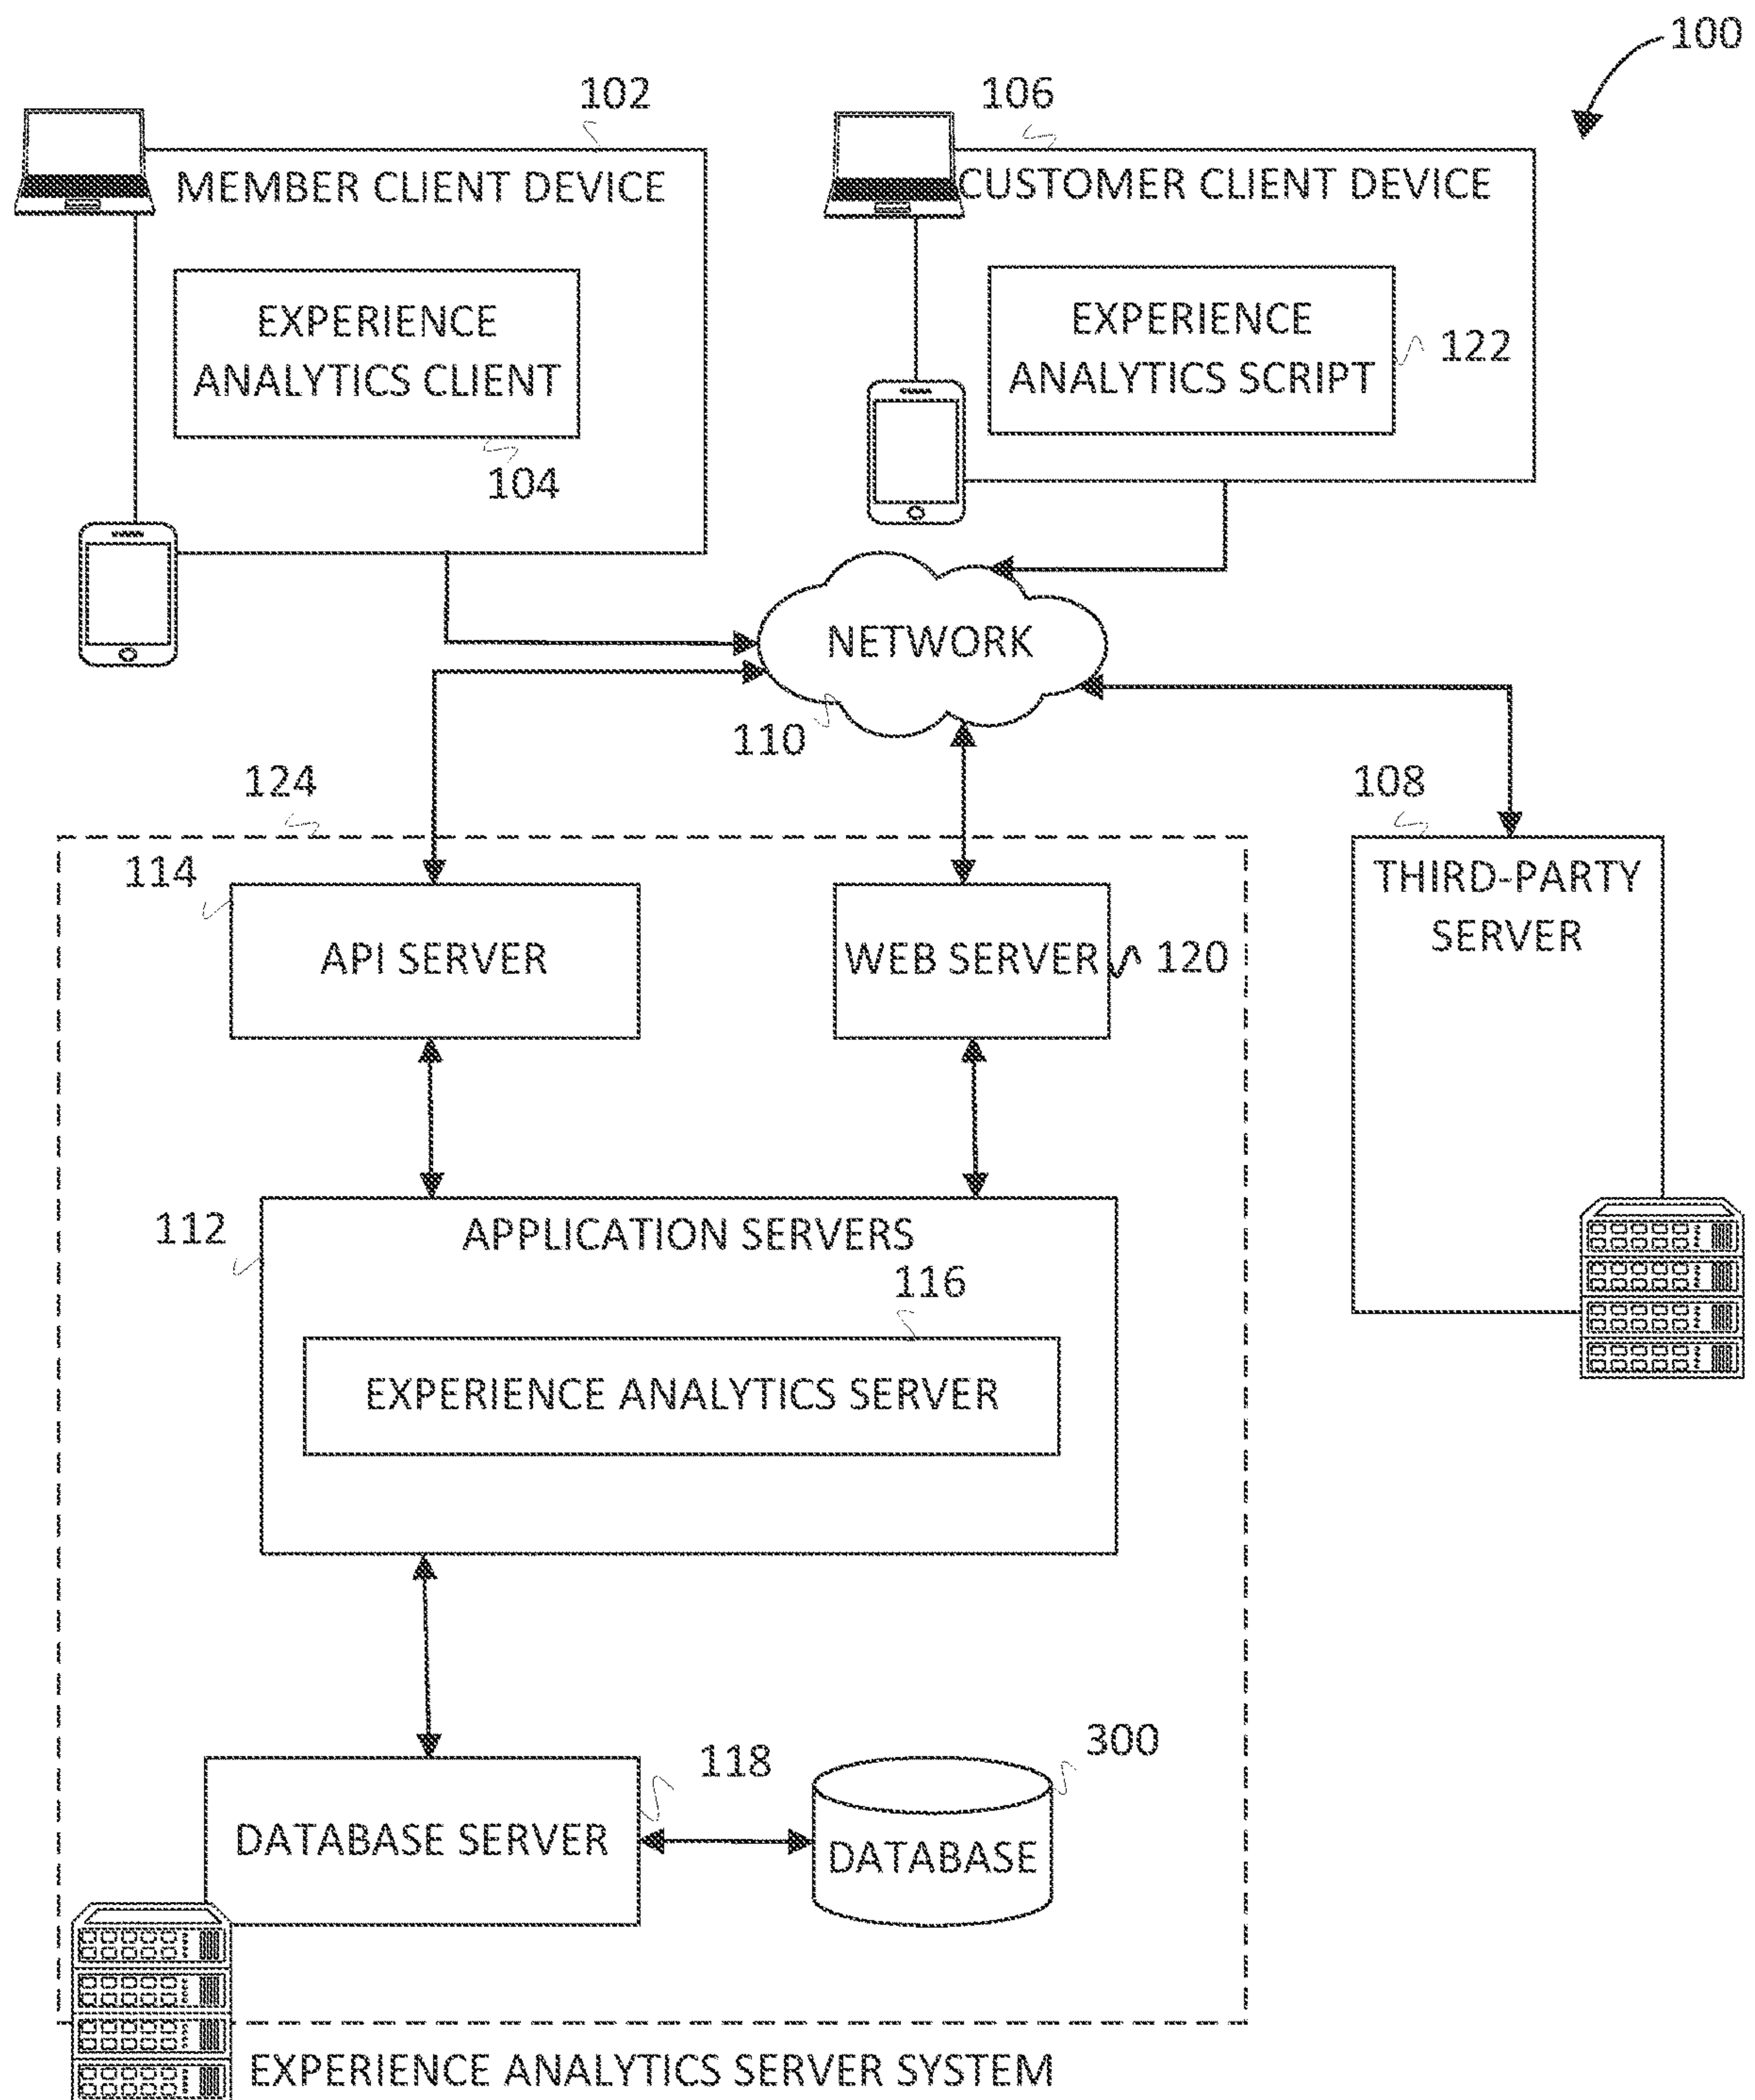 100
102
106
MEMBER CLIENT DEVICE
CUSTOMER CLIENT DEVICE
EXPERIENCE
ANALYTICS CLIENT
104
EXPERIENCE
ANALYTICS SCRIPT
122
NETWORK
110
124
108
114
API SERVER
WEB SERVER
120
THIRD-PARTY
SERVER
112
APPLICATION SERVERS
116
EXPERIENCE ANALYTICS SERVER
118
300
DATABASE SERVER
DATABASE
EXPERIENCE ANALYTICS SERVER SYSTEM